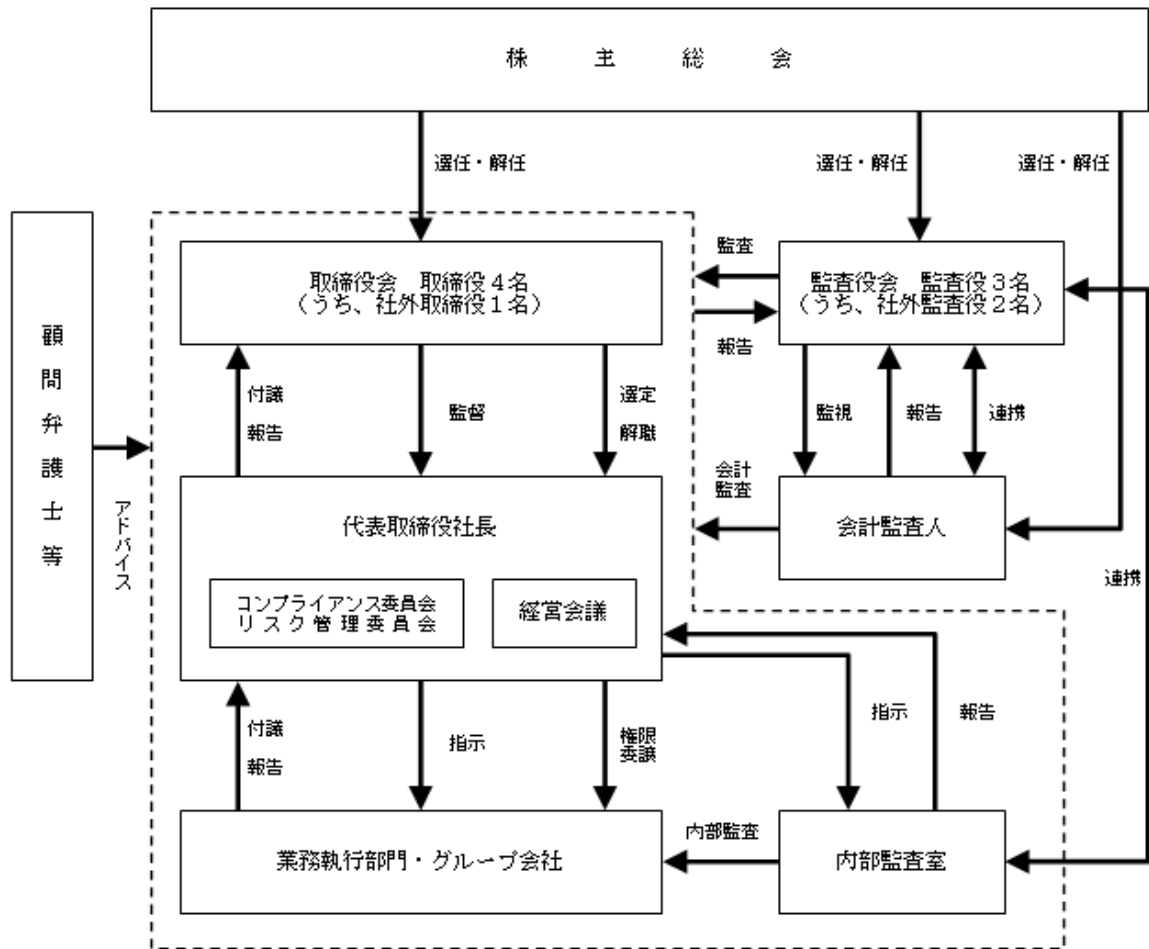 株主総会
選任・解任
選任・解任
選任・解任
顧問弁護士等
アドバイス
取締役会 取締役4名
(うち、社外取締役1名)
監査
報告
監査役会 監査役3名
(うち、社外監査役2名)
付議
報告
監督
選定
解職
監視
報告
連携
会計
監査
代表取締役社長
会計監査人
連携
コンプライアンス委員会
リスク管理委員会
経営会議
付議
報告
指示
権限
委譲
指示
報告
業務執行部門・グループ会社
内部監査
内部監査室